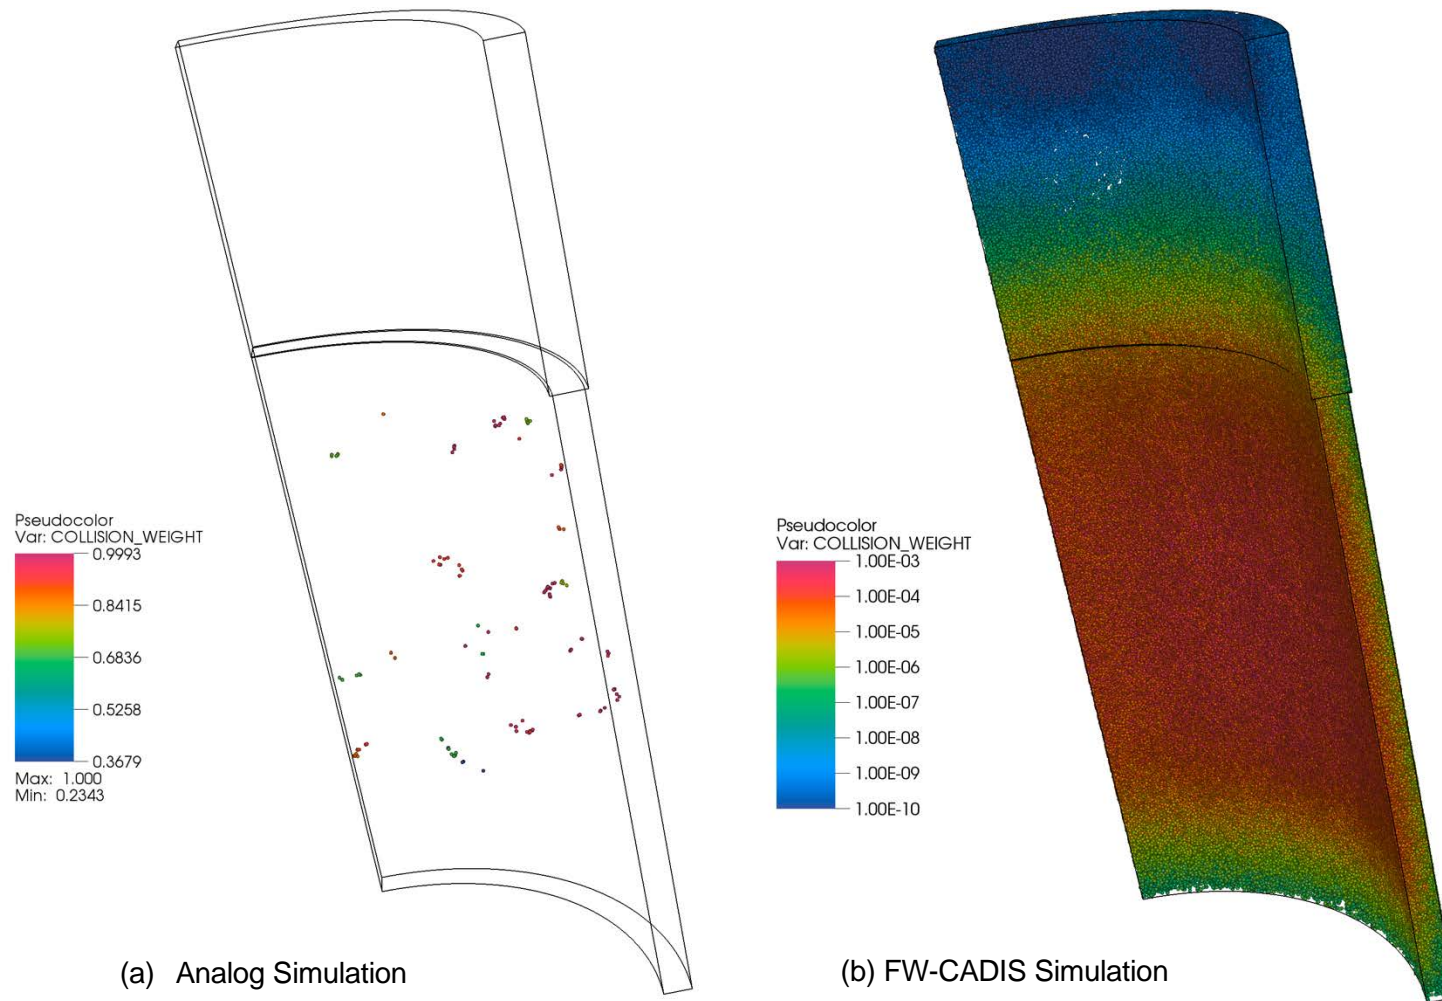 Pseudocolor
Var: COLLISION_WEIGHT
0.9993
0.8415
0.6836
0.5258
0.3679
Max: 1.000
Min: 0.2343
(a) Analog Simulation
Pseudocolor
Var: COLLISION_WEIGHT
1.00E-03
1.00E-04
1.00E-05
1.00E-06
1.00E-07
1.00E-08
1.00E-09
1.00E-10
(b) FW-CADIS Simulation